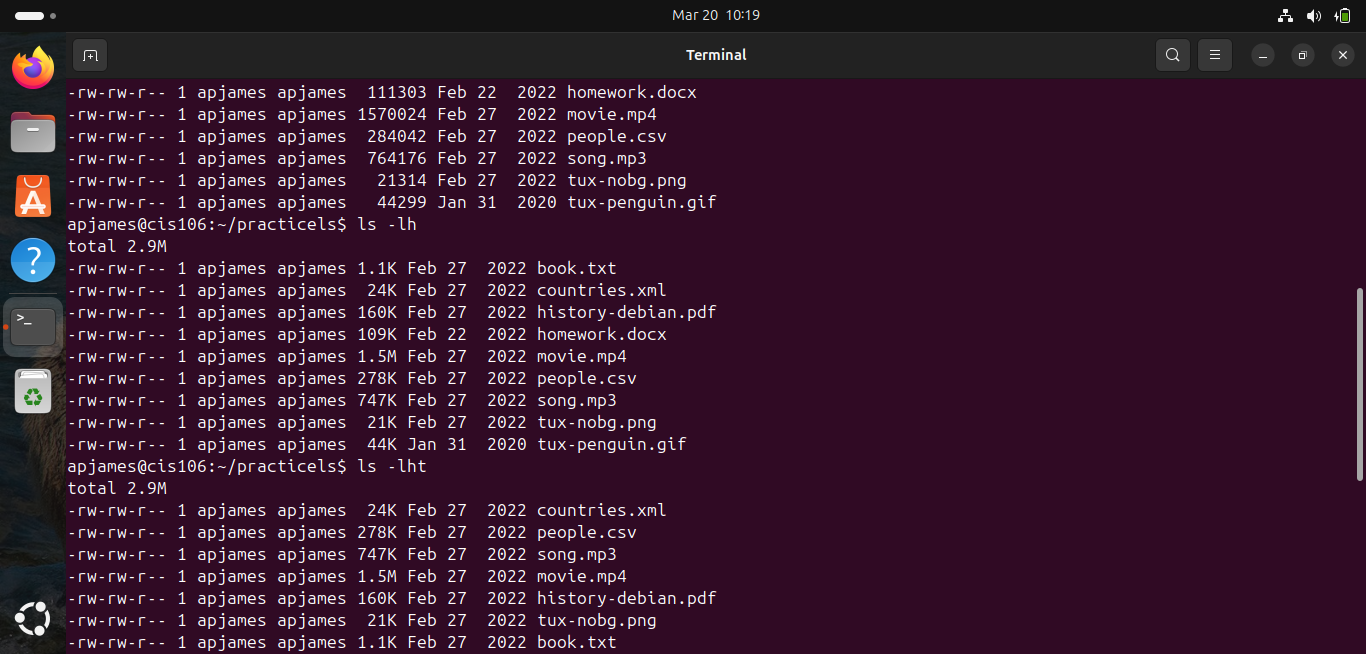 Mar 20 10:19
Terminal
-rw-rw-r-- 1 apjames apjames  111303 Feb 22  2022 homework.docx
-rw-rw-r-- 1 apjames apjames 1570024 Feb 27  2022 movie.mp4
-rw-rw-r-- 1 apjames apjames  284042 Feb 27  2022 people.csv
-rw-rw-r-- 1 apjames apjames  764176 Feb 27  2022 song.mp3
-rw-rw-r-- 1 apjames apjames   21314 Feb 27  2022 tux-nobg.png
-rw-rw-r-- 1 apjames apjames   44299 Jan 31  2020 tux-penguin.gif
apjames@cis106:~/practicels$ ls -lh
total 2.9M
-rw-rw-r-- 1 apjames apjames 1.1K Feb 27  2022 book.txt
-rw-rw-r-- 1 apjames apjames  24K Feb 27  2022 countries.xml
-rw-rw-r-- 1 apjames apjames 160K Feb 27  2022 history-debian.pdf
-rw-rw-r-- 1 apjames apjames 109K Feb 22  2022 homework.docx
-rw-rw-r-- 1 apjames apjames 1.5M Feb 27  2022 movie.mp4
-rw-rw-r-- 1 apjames apjames 278K Feb 27  2022 people.csv
-rw-rw-r-- 1 apjames apjames 747K Feb 27  2022 song.mp3
-rw-rw-r-- 1 apjames apjames  21K Feb 27  2022 tux-nobg.png
-rw-rw-r-- 1 apjames apjames  44K Jan 31  2020 tux-penguin.gif
apjames@cis106:~/practicels$ ls -lht
total 2.9M
-rw-rw-r-- 1 apjames apjames  24K Feb 27  2022 countries.xml
-rw-rw-r-- 1 apjames apjames 278K Feb 27  2022 people.csv
-rw-rw-r-- 1 apjames apjames 747K Feb 27  2022 song.mp3
-rw-rw-r-- 1 apjames apjames 1.5M Feb 27  2022 movie.mp4
-rw-rw-r-- 1 apjames apjames 160K Feb 27  2022 history-debian.pdf
-rw-rw-r-- 1 apjames apjames  21K Feb 27  2022 tux-nobg.png
-rw-rw-r-- 1 apjames apjames 1.1K Feb 27  2022 book.txt